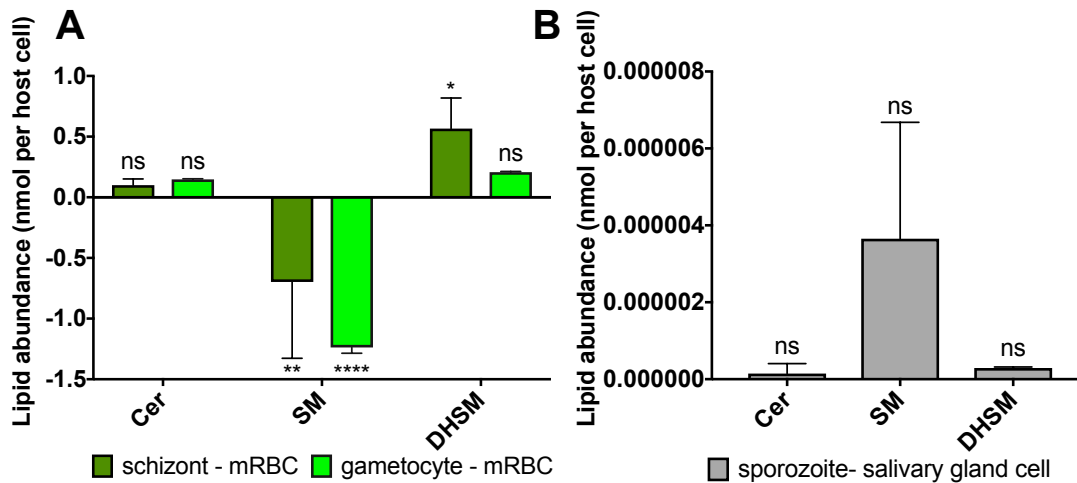 A
Lipid abundance (nmol per host cell)
1.0
0.5
0.0
-0.5
-1.0
-1.5
ns
ns
**
****
*
ns
Cer
SM
DHSM
schizont - mRBC
gametocyte - mRBC
B
Lipid abundance (nmol per host cell)
0.000008
0.000006
0.000004
0.000002
0.000000
ns
ns
ns
Cer
SM
DHSM
sporozoite- salivary gland cell